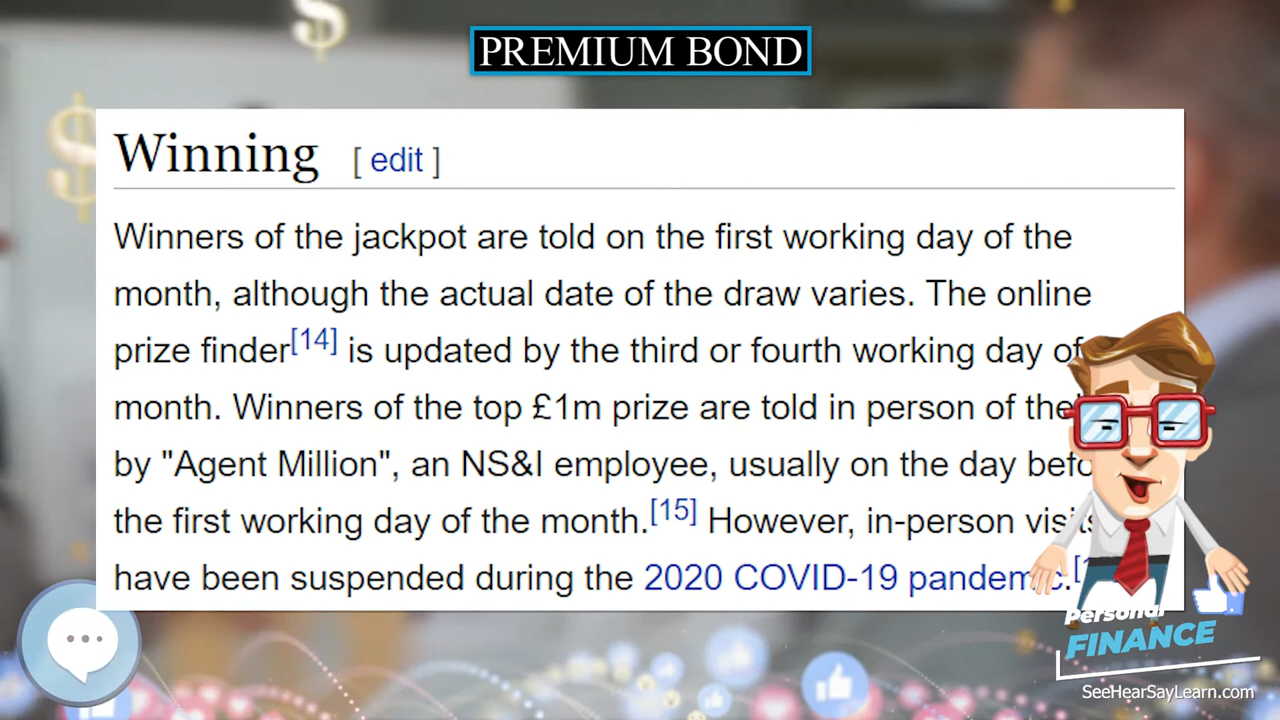 PREMIUM BOND
Winning [ edit ]
Winners of the jackpot are told on the first working day of the
month, although the actual date of the draw varies. The online
prize finder[14] is updated by the third or fourth working day of
month. Winners of the top £1m prize are told in person of the
by "Agent Million", an NS&I employee, usually on the day
the first working day of the month.[15] However, in-person visits
have been suspended during the 2020 COVID-19 pandemic.
Personal
FINANCE
SeeHearSayLearn.com